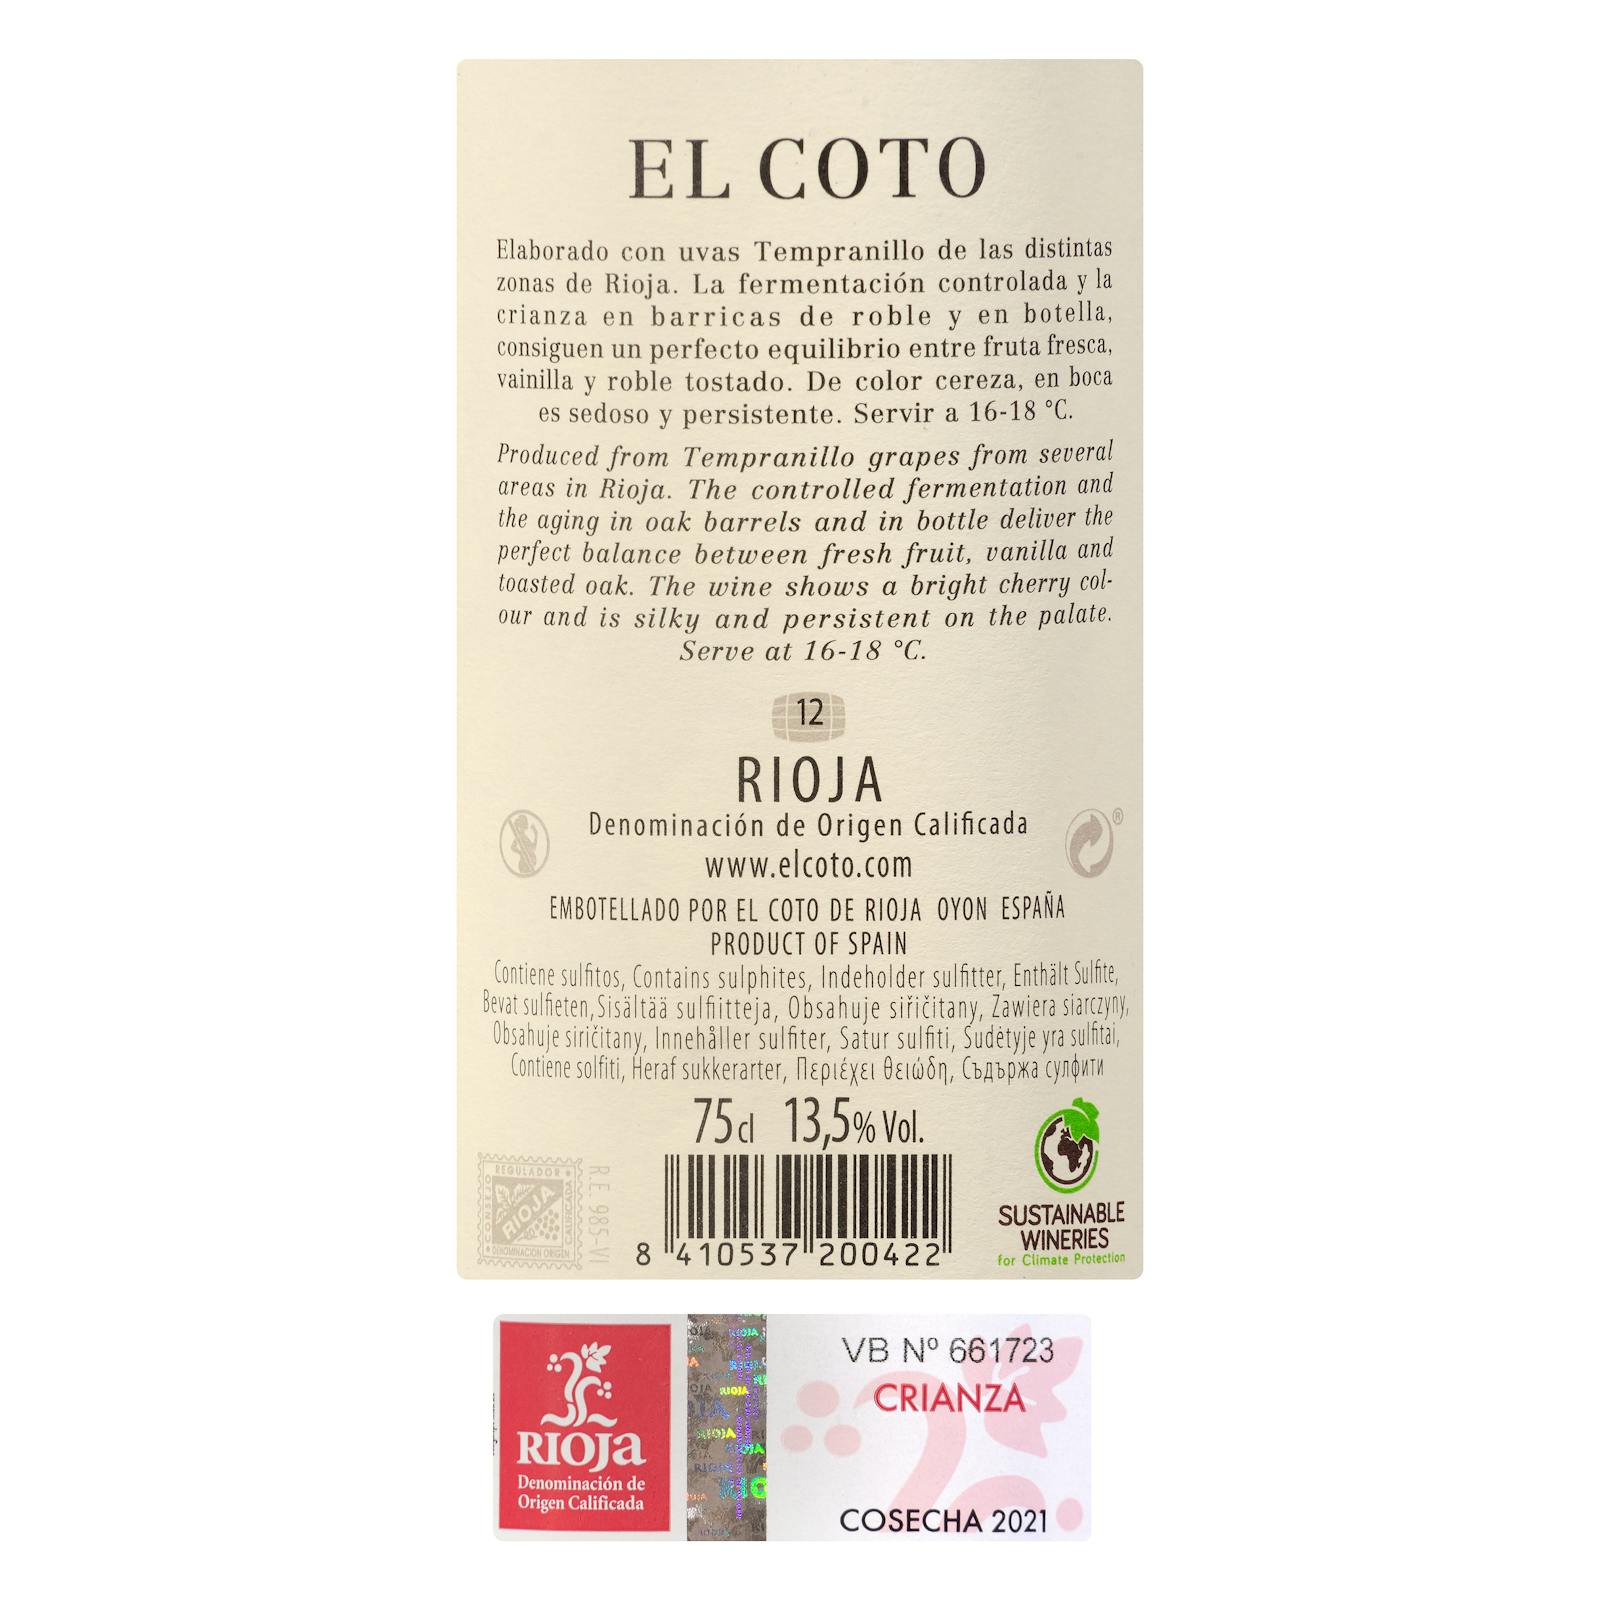 EL COTO
Elaborado con uvas Tempranillo de las distintas
zonas de Rioja. La fermentación controlada y la
crianza en barricas de roble y en botella,
consiguen un perfecto equilibrio entre fruta fresca,
vainilla y roble tostado. De color cereza, en boca
es sedoso y persistente. Servir a 16-18 °C.
Produced from Tempranillo grapes from several
areas in Rioja. The controlled fermentation and
the aging in oak barrels and in bottle deliver the
perfect balance between fresh fruit, vanilla and
toasted oak. The wine shows a bright cherry col-
our and is silky and persistent on the palate.
Serve at 16-18 °C.
12
RIOJA
Denominación de Origen Calificada
www.elcoto.com
®
EMBOTELLADO POR EL COTO DE RIOJA OYON ESPAÑA
PRODUCT OF SPAIN
Contiene sulfitos, Contains sulphites, Indeholder sulfitter, Enthält Sulfite,
Bevat sulfieten, Sisältää sulfiitteja, Obsahuje siřičitany, Zawiera siarczyny,
Obsahuje siričitany, Innehåller sulfiter, Satur sulfiti, Sudėtyje yra sulfitai,
Contiene solfiti, Heraf sukkerarter, Περιέχει θειώδη, Съдържа сулфити
75cl 13,5% Vol.
CONSEJO
REGULADOR
CALIFICADA
RIOJA
DENOMINACIÓN ORIGEN
R.E. 985-VI
8 410537 200422
SUSTAINABLE
WINERIES
for Climate Protection
RIOJa
Denominación de
Origen Calificada
RIOJA
VB Nº 661723
CRIANZA
COSECHA 2021